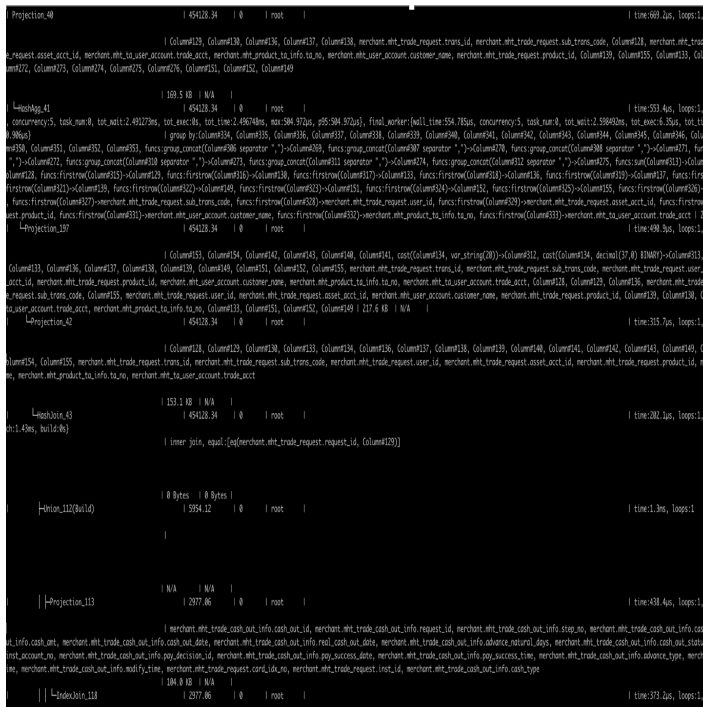 | Projection_40 | 454128.34 | 0 | root | | time:669.2µs, loops:1,
| Column#129, Column#130, Column#136, Column#137, Column#138, merchant.mht_trade_request.trans_id, merchant.mht_trade_request.sub_trans_code, Column#128, merchant.mht_trad
e_request.asset_acct_id, merchant.mht_ta_user_account.trade_acct, merchant.mht_product_ta_info.ta_no, merchant.mht_user_account.customer_name, merchant.mht_trade_request.product_id, Column#139, Column#155, Column#133, Col
umn#272, Column#273, Column#274, Column#275, Column#276, Column#151, Column#152, Column#149
| 169.5 KB | N/A |
| └─HashAgg_41 | 454128.34 | 0 | root | | time:553.4µs, loops:1,
, concurrency:5, task_num:0, tot_wait:2.491273ms, tot_exec:0s, tot_time:2.496748ms, max:504.972µs, p95:504.972µs}, final_worker:{wall_time:554.785µs, concurrency:5, task_num:0, tot_wait:2.598492ms, tot_exec:6.35µs, tot_ti
0.906µs} | group by:Column#334, Column#335, Column#336, Column#337, Column#338, Column#339, Column#340, Column#341, Column#342, Column#343, Column#344, Column#345, Column#346, Colu
mn#350, Column#351, Column#352, Column#353, funcs:group_concat(Column#306 separator ",")->Column#269, funcs:group_concat(Column#307 separator ",")->Column#270, funcs:group_concat(Column#308 separator ",")->Column#271, fun
",")->Column#272, funcs:group_concat(Column#310 separator ",")->Column#273, funcs:group_concat(Column#311 separator ",")->Column#274, funcs:group_concat(Column#312 separator ",")->Column#275, funcs:sum(Column#313)->Colum
olumn#128, funcs:firstrow(Column#315)->Column#129, funcs:firstrow(Column#316)->Column#130, funcs:firstrow(Column#317)->Column#133, funcs:firstrow(Column#318)->Column#136, funcs:firstrow(Column#319)->Column#137, funcs:firs
firstrow(Column#321)->Column#139, funcs:firstrow(Column#322)->Column#149, funcs:firstrow(Column#323)->Column#151, funcs:firstrow(Column#324)->Column#152, funcs:firstrow(Column#325)->Column#155, funcs:firstrow(Column#326)-
, funcs:firstrow(Column#327)->merchant.mht_trade_request.sub_trans_code, funcs:firstrow(Column#328)->merchant.mht_trade_request.user_id, funcs:firstrow(Column#329)->merchant.mht_trade_request.asset_acct_id, funcs:firstrow
uest.product_id, funcs:firstrow(Column#331)->merchant.mht_user_account.customer_name, funcs:firstrow(Column#332)->merchant.mht_product_ta_info.ta_no, funcs:firstrow(Column#333)->merchant.mht_ta_user_account.trade_acct | 2
| └─Projection_197 | 454128.34 | 0 | root | | time:490.9µs, loops:1,
| Column#153, Column#154, Column#142, Column#143, Column#140, Column#141, cast(Column#134, var_string(20))->Column#312, cast(Column#134, decimal(37,0) BINARY)->Column#313,
Column#133, Column#136, Column#137, Column#138, Column#139, Column#149, Column#151, Column#152, Column#155, merchant.mht_trade_request.trans_id, merchant.mht_trade_request.sub_trans_code, merchant.mht_trade_request.user_
_acct_id, merchant.mht_trade_request.product_id, merchant.mht_user_account.customer_name, merchant.mht_product_ta_info.ta_no, merchant.mht_ta_user_account.trade_acct, Column#128, Column#129, Column#136, merchant.mht_trade
e_request.sub_trans_code, Column#155, merchant.mht_trade_request.user_id, merchant.mht_trade_request.asset_acct_id, merchant.mht_user_account.customer_name, merchant.mht_trade_request.product_id, Column#139, Column#130, C
ta_user_account.trade_acct, merchant.mht_product_ta_info.ta_no, Column#133, Column#151, Column#152, Column#149 | 217.6 KB | N/A |
| └─Projection_42 | 454128.34 | 0 | root | | time:315.7µs, loops:1,
| Column#128, Column#129, Column#130, Column#133, Column#134, Column#136, Column#137, Column#138, Column#139, Column#140, Column#141, Column#142, Column#143, Column#149, C
olumn#154, Column#155, merchant.mht_trade_request.trans_id, merchant.mht_trade_request.sub_trans_code, merchant.mht_trade_request.user_id, merchant.mht_trade_request.asset_acct_id, merchant.mht_trade_request.product_id, m
me, merchant.mht_product_ta_info.ta_no, merchant.mht_ta_user_account.trade_acct
| 153.1 KB | N/A |
| └─HashJoin_43 | 454128.34 | 0 | root | | time:202.1µs, loops:1,
ch:1.43ms, build:0s}
| inner join, equal:[eq(merchant.mht_trade_request.request_id, Column#129)]
| 0 Bytes | 0 Bytes |
| ├─Union_112(Build) | 5954.12 | 0 | root | | time:1.3ms, loops:1
|
| N/A | N/A |
| │ ├─Projection_113 | 2977.06 | 0 | root | | time:438.4µs, loops:1,
| merchant.mht_trade_cash_out_info.cash_out_id, merchant.mht_trade_cash_out_info.request_id, merchant.mht_trade_cash_out_info.step_no, merchant.mht_trade_cash_out_info.cas
ut_info.cash_amt, merchant.mht_trade_cash_out_info.cash_out_date, merchant.mht_trade_cash_out_info.real_cash_out_date, merchant.mht_trade_cash_out_info.advance_natural_days, merchant.mht_trade_cash_out_info.cash_out_statu
inst_account_no, merchant.mht_trade_cash_out_info.pay_decision_id, merchant.mht_trade_cash_out_info.pay_success_date, merchant.mht_trade_cash_out_info.pay_success_time, merchant.mht_trade_cash_out_info.advance_type, merch
ime, merchant.mht_trade_cash_out_info.modify_time, merchant.mht_trade_request.card_idx_no, merchant.mht_trade_request.inst_id, merchant.mht_trade_cash_out_info.cash_type
| 104.0 KB | N/A |
| │ │ └─IndexJoin_118 | 2977.06 | 0 | root | | time:373.2µs, loops:1,